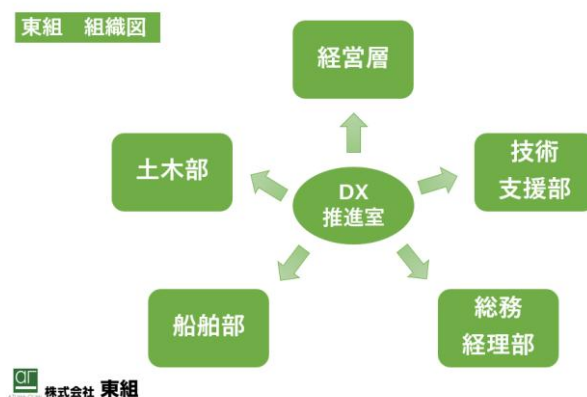 東組　組織図
経営層
土木部
技術
支援部
DX
推進室
船舶部
総務
経理部
ar
株式会社 東組